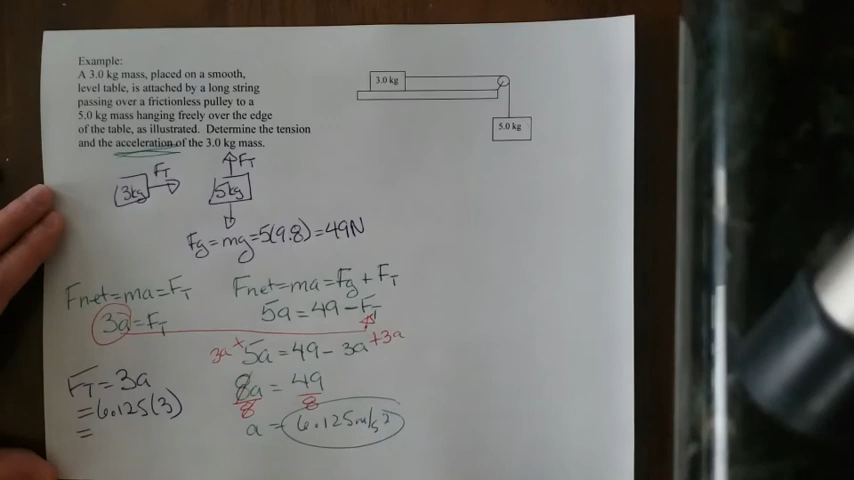 Example:
A 3.0 kg mass, placed on a smooth,
level table, is attached by a long string
passing over a frictionless pulley to a
5.0 kg mass hanging freely over the edge
of the table, as illustrated. Determine the tension
and the acceleration of the 3.0 kg mass.
3.0 kg
5.0 kg
3kg
FT
5kg
FT
Fg=mg=5(9.8)=49N
Fnet=ma=FT
3a=FT
Fnet=ma=Fg+FT
5a=49-FT
3a+5a=49-3a+3a
8a=49
8 8
a=6.125m/s²
FT=3a
=6.125(3)
=